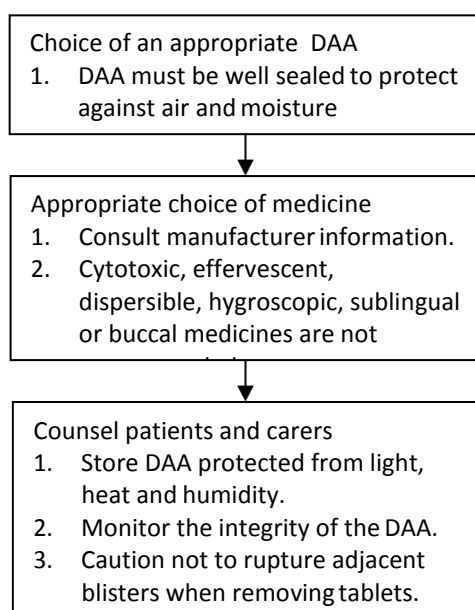 Choice of an appropriate DAA
1. DAA must be well sealed to protect
against air and moisture
Appropriate choice of medicine
1. Consult manufacturer information.
2. Cytotoxic, effervescent,
dispersible, hygroscopic, sublingual
or buccal medicines are not
Counsel patients and carers
1. Store DAA protected from light,
heat and humidity.
2. Monitor the integrity of the DAA.
3. Caution not to rupture adjacent
blisters when removing tablets.